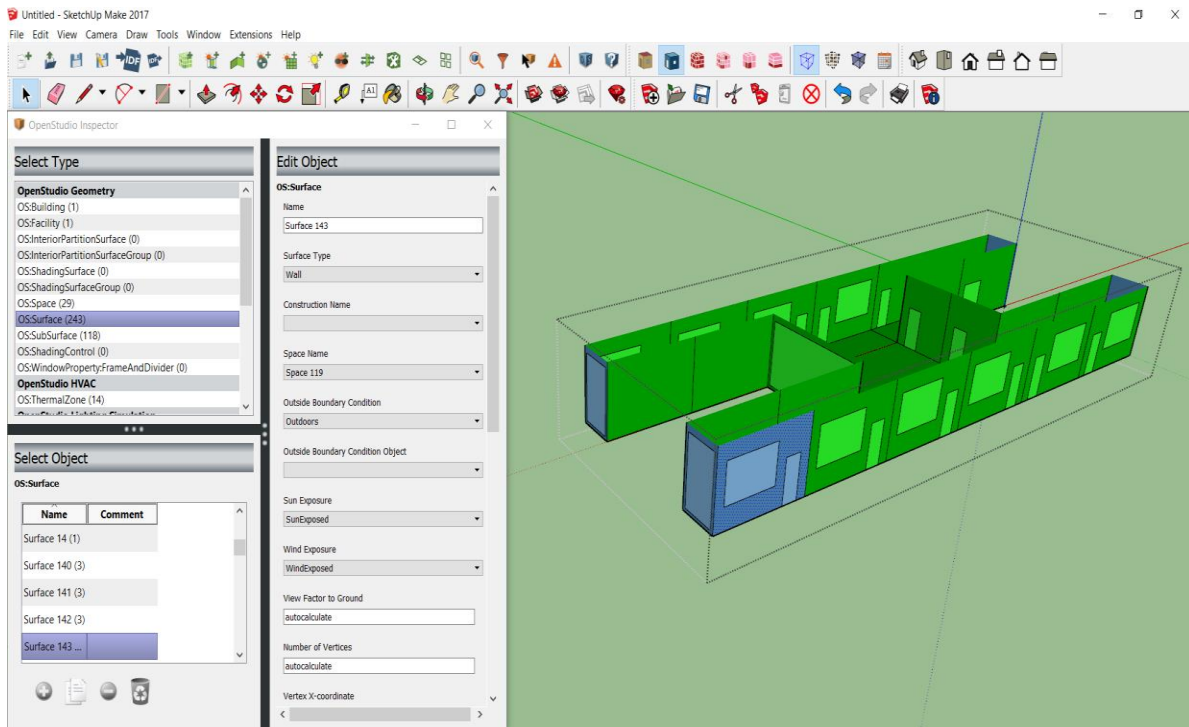 Untitled - SketchUp Make 2017
File Edit View Camera Draw Tools Window Extensions Help
IDF
IDF
A1
OpenStudio Inspector
Select Type
OpenStudio Geometry
OS:Building (1)
OS:Facility (1)
OS:InteriorPartitionSurface (0)
OS:InteriorPartitionSurfaceGroup (0)
OS:ShadingSurface (0)
OS:ShadingSurfaceGroup (0)
OS:Space (29)
OS:Surface (243)
OS:SubSurface (118)
OS:ShadingControl (0)
OS:WindowProperty:FrameAndDivider (0)
OpenStudio HVAC
OS:ThermalZone (14)
OpenStudio Lighting Simulation
Select Object
OS:Surface
Name Comment
Surface 14 (1)
Surface 140 (3)
Surface 141 (3)
Surface 142 (3)
Surface 143 ...
Edit Object
OS:Surface
Name
Surface 143
Surface Type
Wall
Construction Name
Space Name
Space 119
Outside Boundary Condition
Outdoors
Outside Boundary Condition Object
Sun Exposure
SunExposed
Wind Exposure
WindExposed
View Factor to Ground
autocalculate
Number of Vertices
autocalculate
Vertex X-coordinate